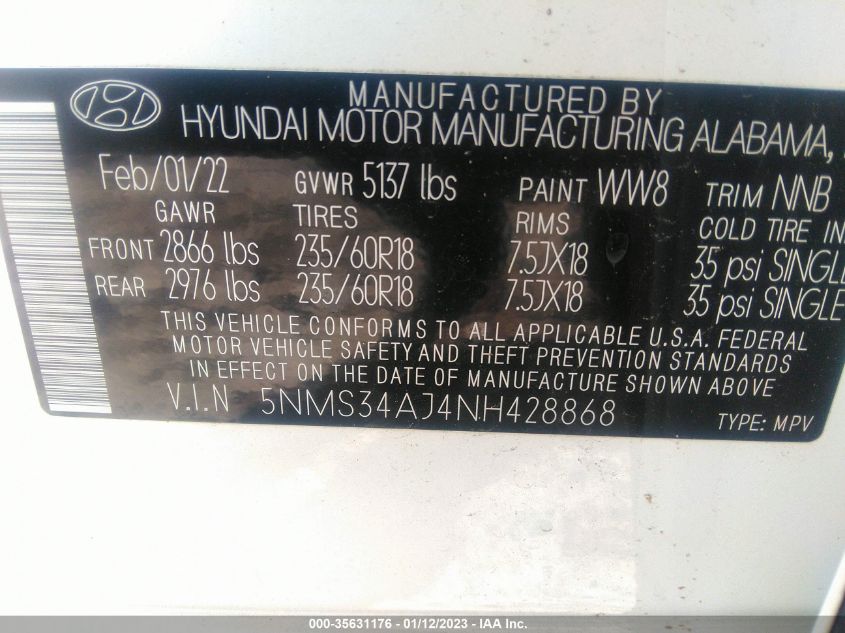 MANUFACTURED BY
HYUNDAI MOTOR MANUFACTURING ALABAMA,
Feb/01/22 GVWR 5137 lbs PAINT WW8 TRIM NNB
GAWR TIRES RIMS COLD TIRE IN
FRONT 2866 lbs 235/60R18 7.5JX18 35 psi SINGLE
REAR 2976 lbs 235/60R18 7.5JX18 35 psi SINGLE
THIS VEHICLE CONFORMS TO ALL APPLICABLE U.S.A. FEDERAL
MOTOR VEHICLE SAFETY AND THEFT PREVENTION STANDARDS
IN EFFECT ON THE DATE OF MANUFACTURE SHOWN ABOVE
V.I.N 5NMS34AJ4NH428868
TYPE: MPV
000-35631176 - 01/12/2023 - IAA Inc.